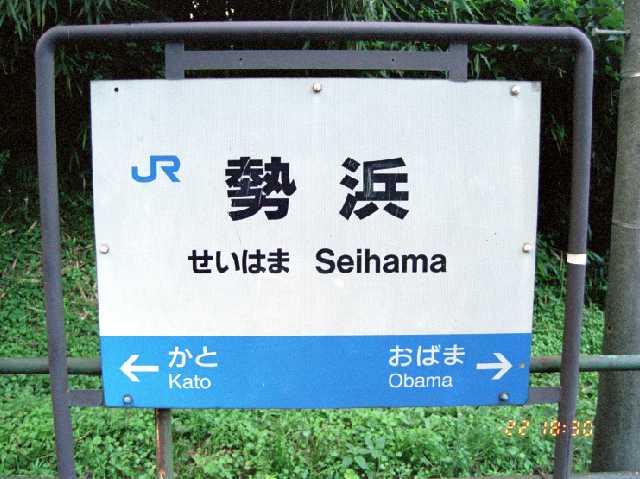 JR
勢浜
せいはま Seihama
← かと おばま →
Kato Obama
22 18:30